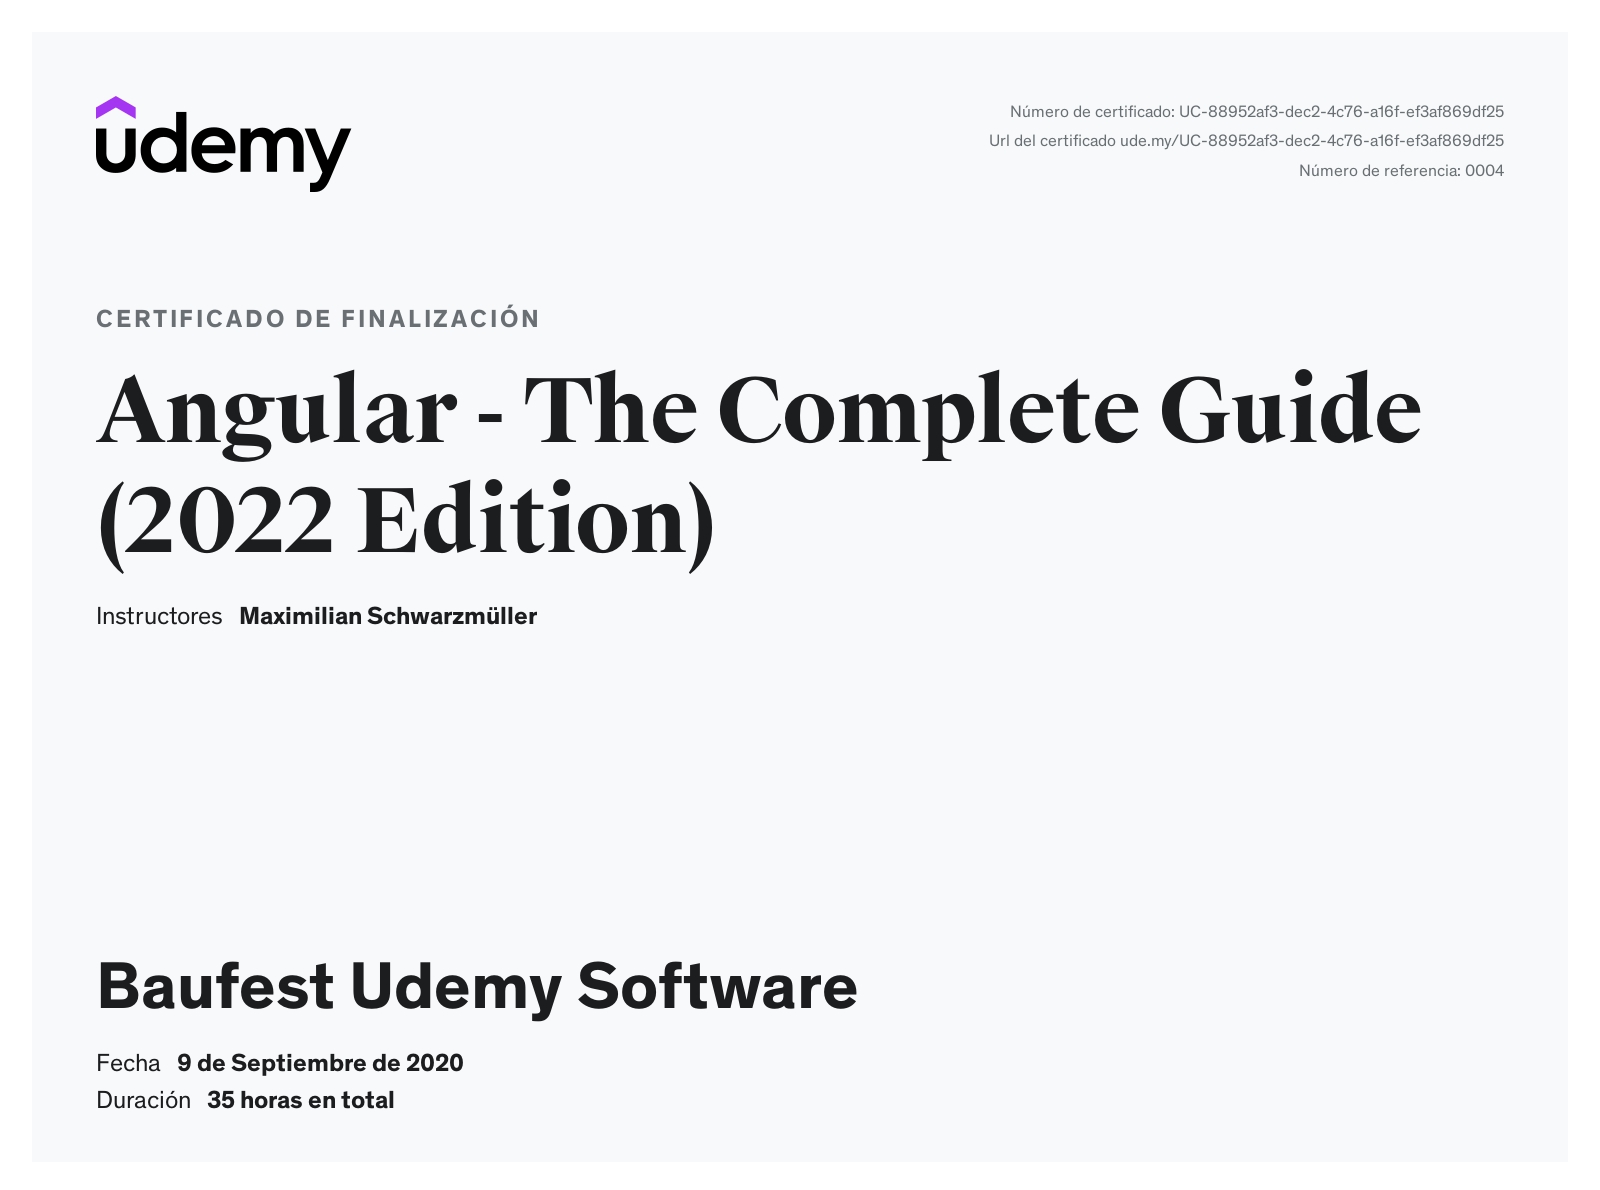 udemy
Número de certificado: UC-88952af3-dec2-4c76-a16f-ef3af869df25
Url del certificado ude.my/UC-88952af3-dec2-4c76-a16f-ef3af869df25
Número de referencia: 0004
CERTIFICADO DE FINALIZACIÓN
Angular - The Complete Guide
(2022 Edition)
Instructores Maximilian Schwarzmüller
Baufest Udemy Software
Fecha 9 de Septiembre de 2020
Duración 35 horas en total